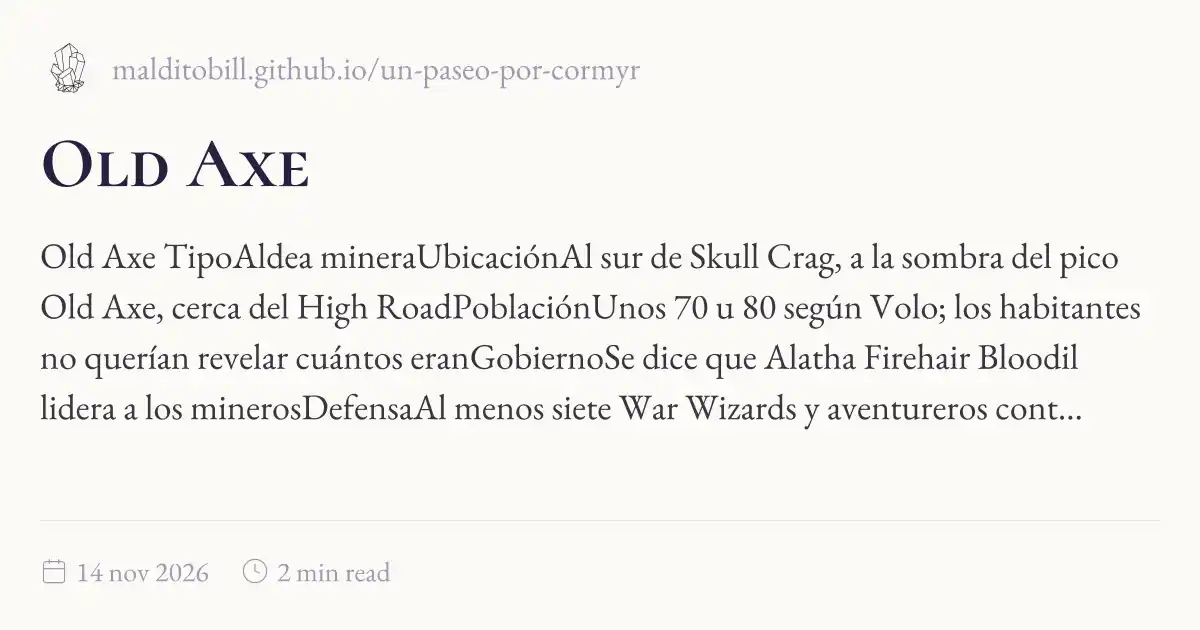 malditobill.github.io/un-paseo-por-cormyr
Old Axe
Old Axe TipoAldea mineraUbicaciónAl sur de Skull Crag, a la sombra del pico
Old Axe, cerca del High RoadPoblaciónUnos 70 u 80 según Volo; los habitantes
no querían revelar cuántos eranGobiernoSe dice que Alatha Firehair Bloodil
lidera a los minerosDefensaAl menos siete War Wizards y aventureros cont...
14 nov 2026
2 min read